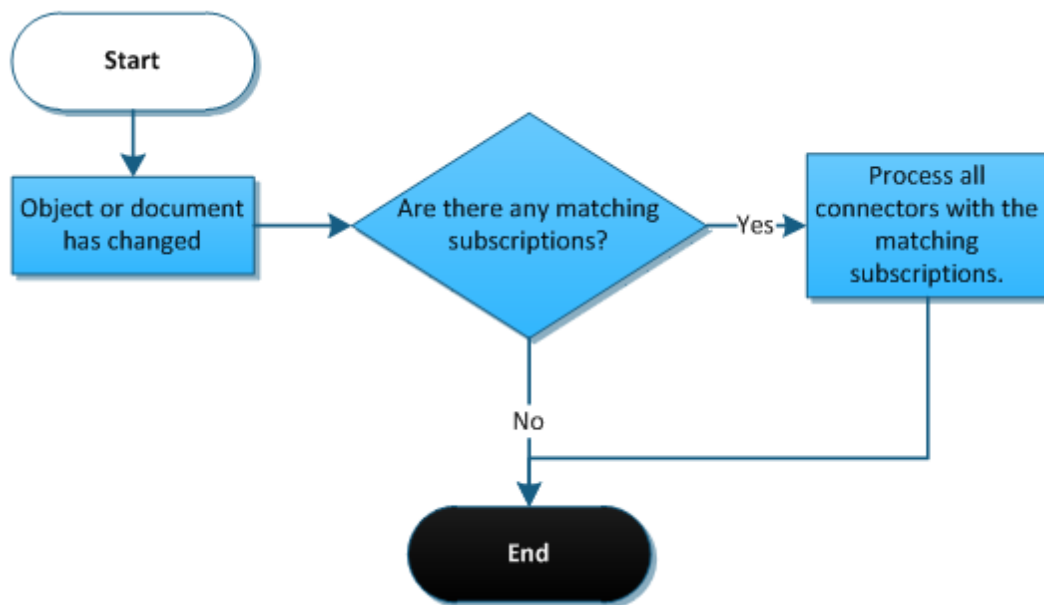 Start
Object or document
has changed
Are there any matching
subscriptions?
Yes
Process all
connectors with the
matching
subscriptions.
No
End